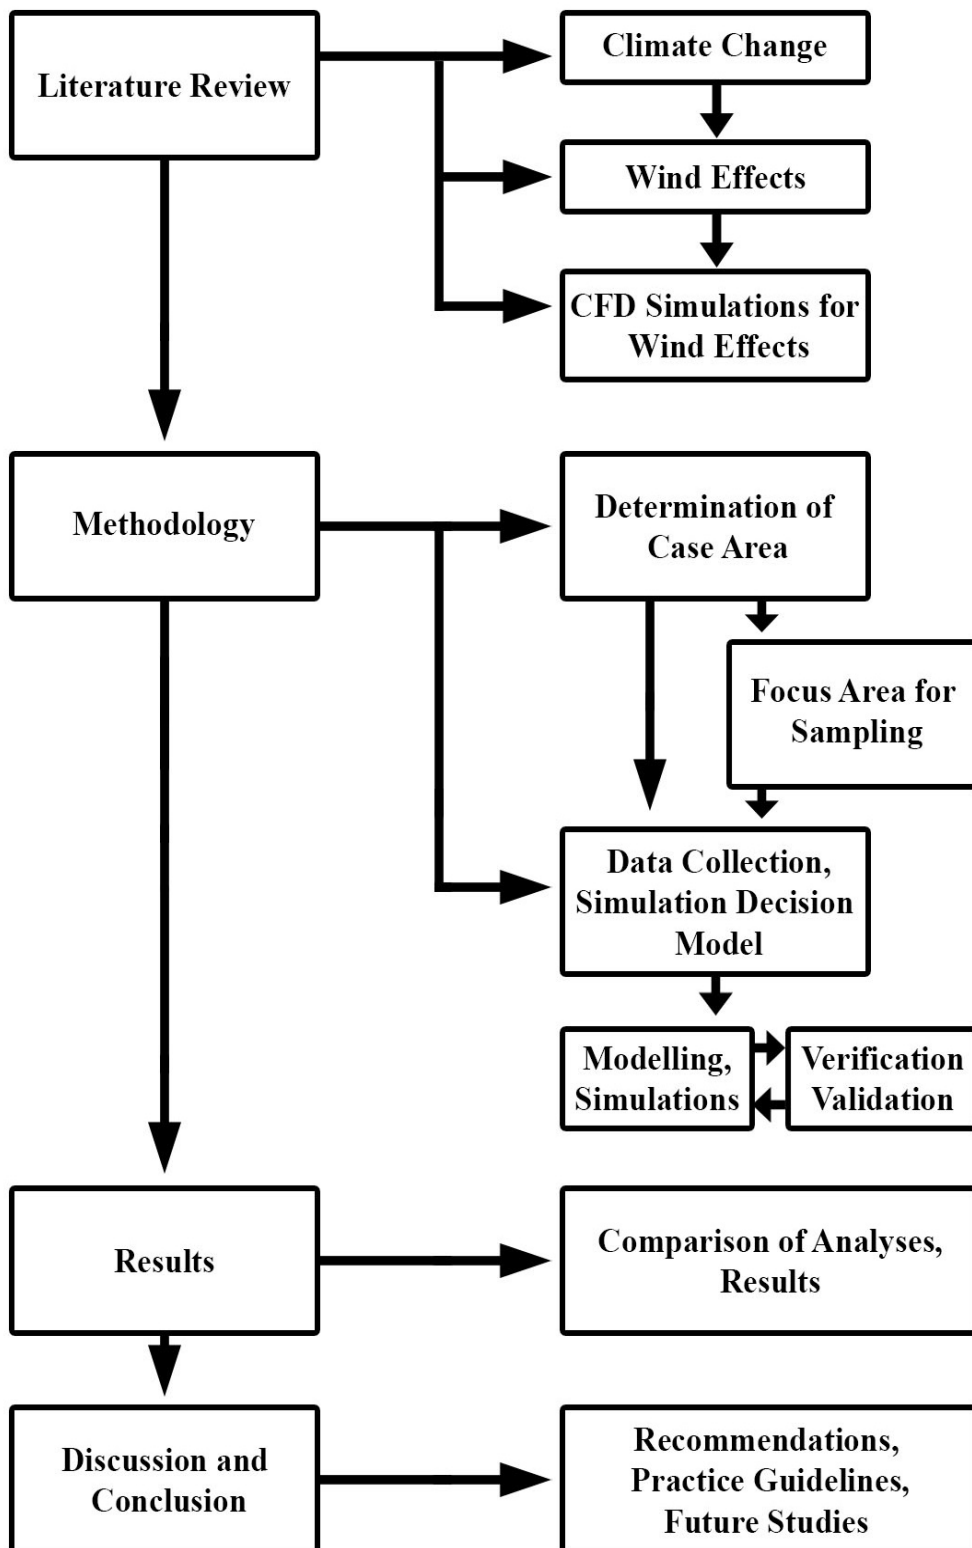 Literature Review
Climate Change
Wind Effects
CFD Simulations for
Wind Effects
Methodology
Determination of
Case Area
Focus Area for
Sampling
Data Collection,
Simulation Decision
Model
Modelling,
Simulations
Verification
Validation
Results
Comparison of Analyses,
Results
Discussion and
Conclusion
Recommendations,
Practice Guidelines,
Future Studies